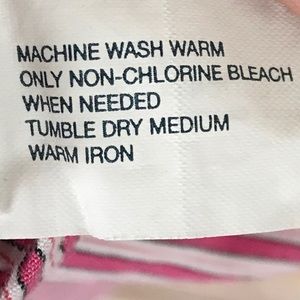 MACHINE WASH WARM
ONLY NON-CHLORINE BLEACH
WHEN NEEDED
TUMBLE DRY MEDIUM
WARM IRON